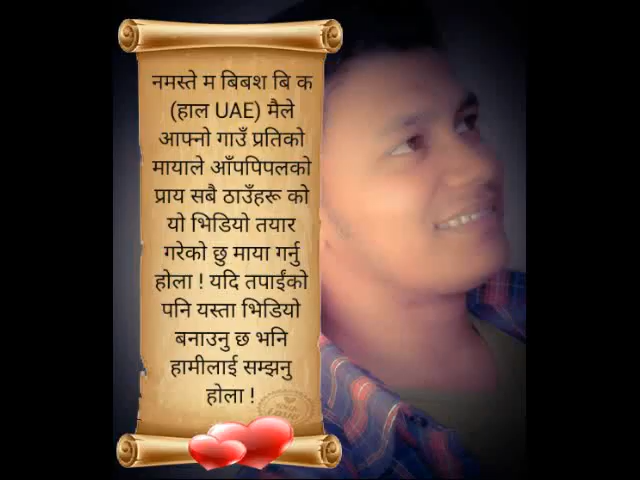 नमस्ते म बिबश बि क
(हाल UAE) मैले
आफ्नो गाउँ प्रतिको
मायाले आँपपिपलको
प्राय सबै ठाउँहरू को
यो भिडियो तयार
गरेको छु माया गर्नु
होला ! यदि तपाईंको
पनि यस्ता भिडियो
बनाउनु छ भनि
हामीलाई सम्झनु
होला !